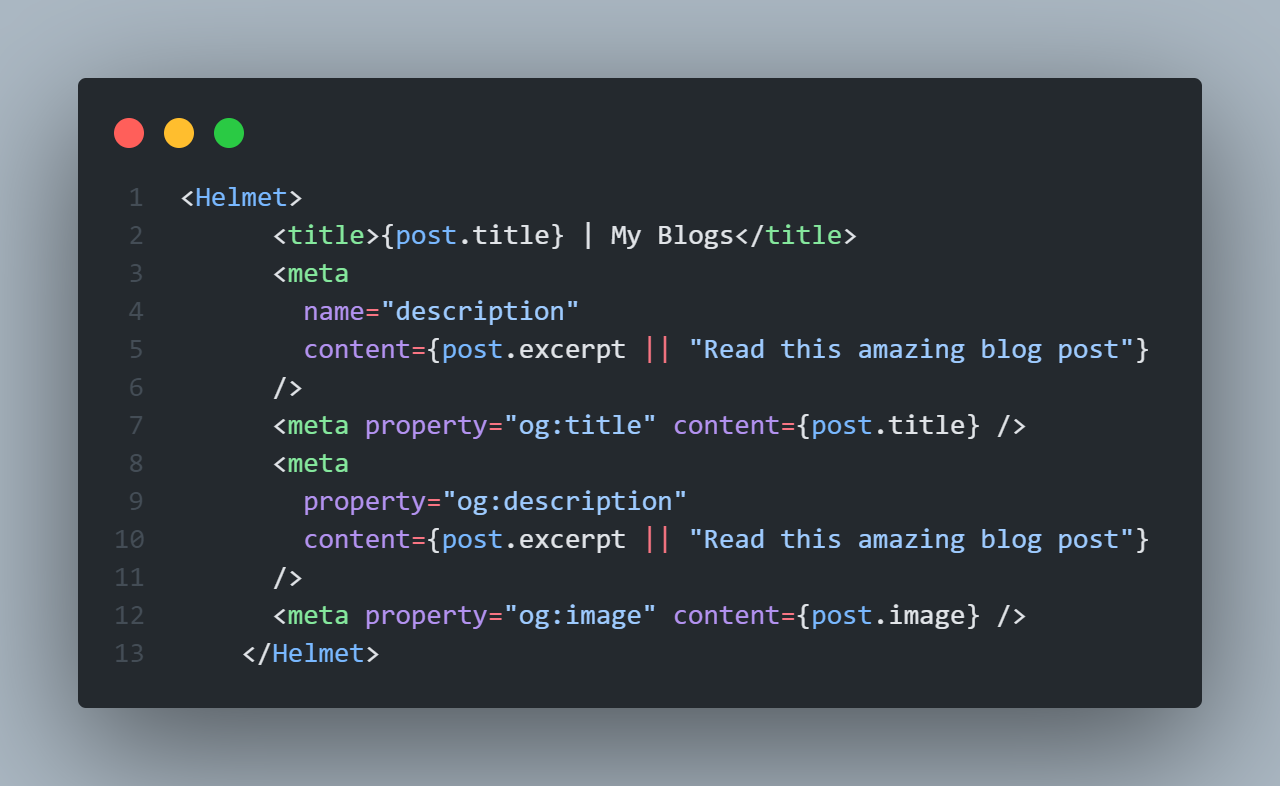 1 <Helmet>
2       <title>{post.title} | My Blogs</title>
3       <meta
4         name="description"
5         content={post.excerpt || "Read this amazing blog post"}
6       />
7       <meta property="og:title" content={post.title} />
8       <meta
9         property="og:description"
10         content={post.excerpt || "Read this amazing blog post"}
11       />
12       <meta property="og:image" content={post.image} />
13     </Helmet>